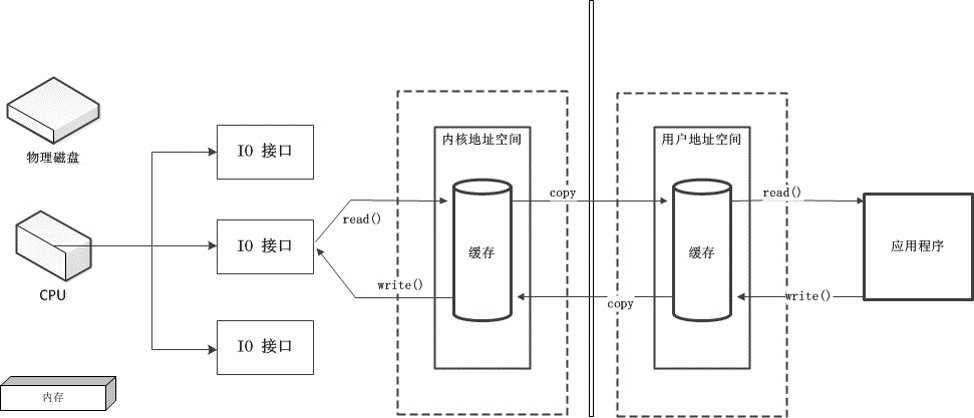 物理磁盘
CPU
内存
IO 接口
IO 接口
IO 接口
read()
write()
内核地址空间
缓存
copy
copy
用户地址空间
缓存
read()
write()
应用程序